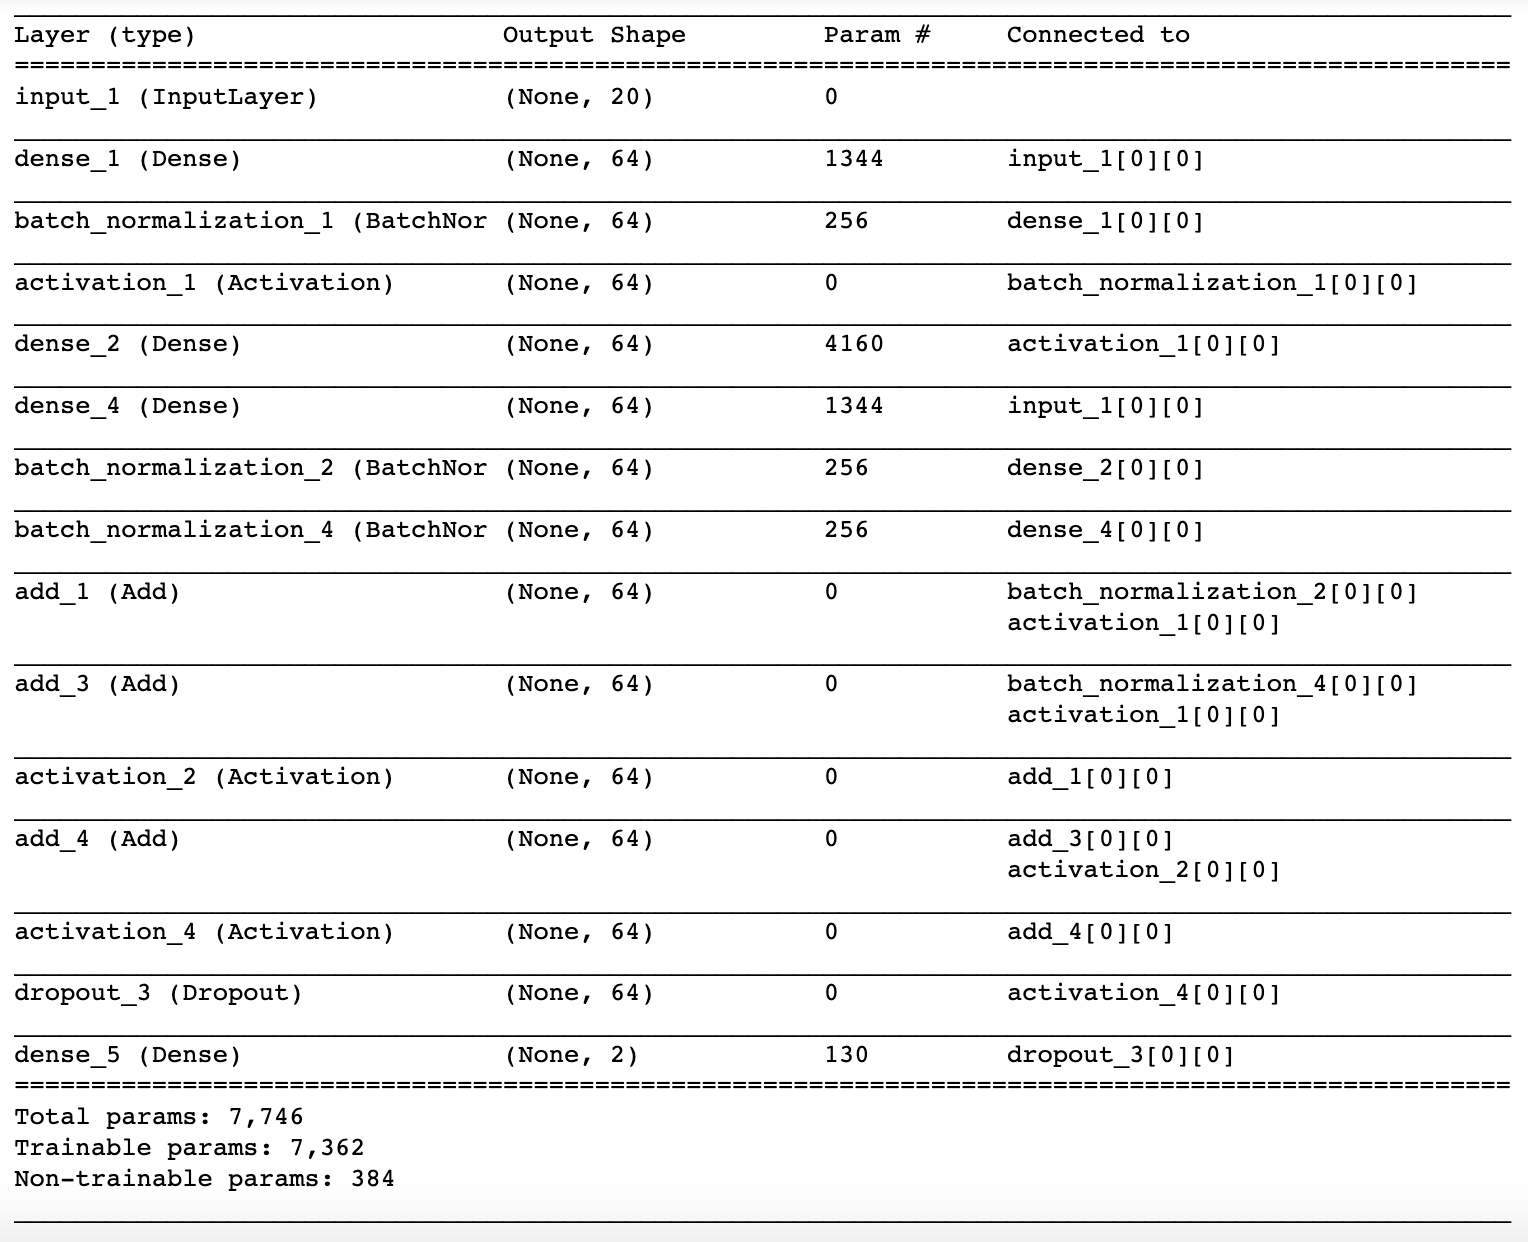 Layer (type) Output Shape Param # Connected to
==================================================================================================
input_1 (InputLayer) (None, 20) 0
dense_1 (Dense) (None, 64) 1344 input_1[0][0]
batch_normalization_1 (BatchNor (None, 64) 256 dense_1[0][0]
activation_1 (Activation) (None, 64) 0 batch_normalization_1[0][0]
dense_2 (Dense) (None, 64) 4160 activation_1[0][0]
dense_4 (Dense) (None, 64) 1344 input_1[0][0]
batch_normalization_2 (BatchNor (None, 64) 256 dense_2[0][0]
batch_normalization_4 (BatchNor (None, 64) 256 dense_4[0][0]
add_1 (Add) (None, 64) 0 batch_normalization_2[0][0]
activation_1[0][0]
add_3 (Add) (None, 64) 0 batch_normalization_4[0][0]
activation_1[0][0]
activation_2 (Activation) (None, 64) 0 add_1[0][0]
add_4 (Add) (None, 64) 0 add_3[0][0]
activation_2[0][0]
activation_4 (Activation) (None, 64) 0 add_4[0][0]
dropout_3 (Dropout) (None, 64) 0 activation_4[0][0]
dense_5 (Dense) (None, 2) 130 dropout_3[0][0]
==================================================================================================
Total params: 7,746
Trainable params: 7,362
Non-trainable params: 384